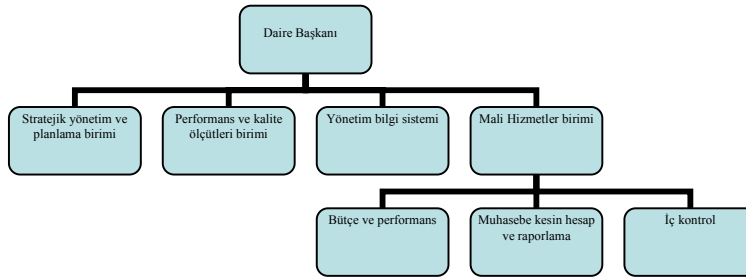 Daire Başkanı
Stratejik yönetim ve
planlama birimi
Performans ve kalite
ölçütleri birimi
Yönetim bilgi sistemi
Mali Hizmetler birimi
Bütçe ve performans
Muhasebe kesin hesap
ve raporlama
İç kontrol